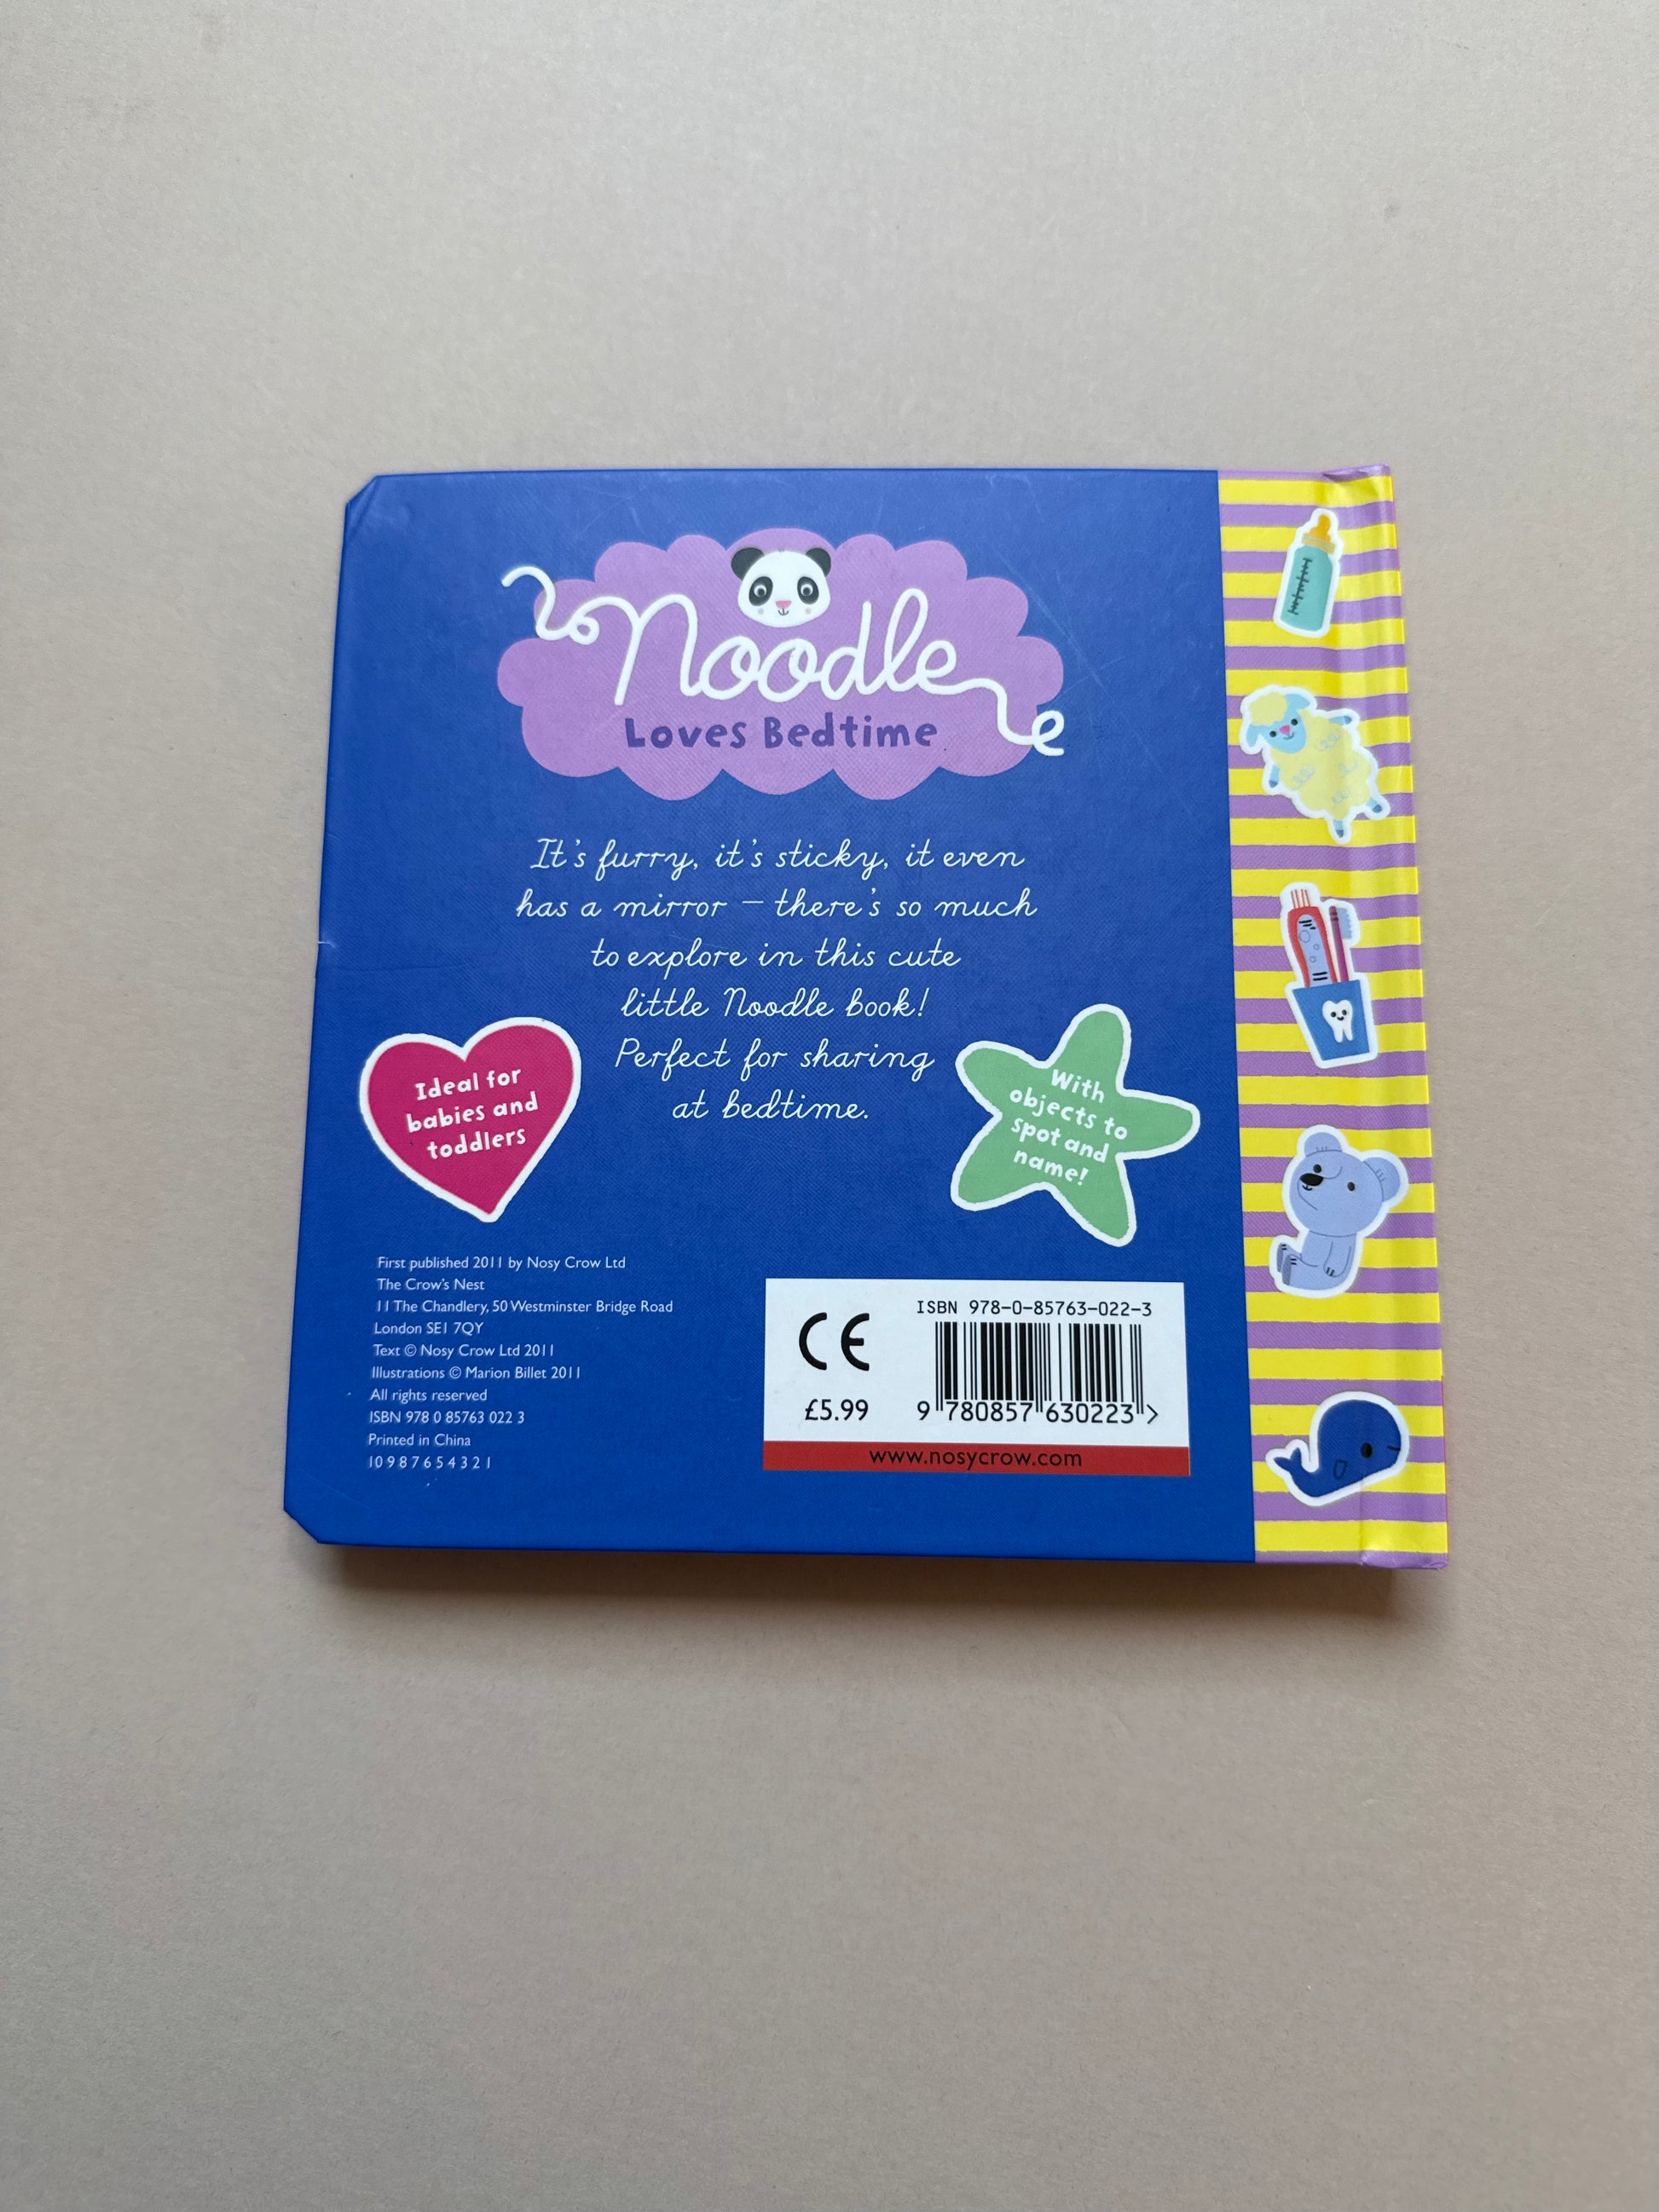 Noodle
Loves Bedtime
It's furry, it's sticky, it even
has a mirror – there's so much
to explore in this cute
little Noodle book!
Perfect for sharing
at bedtime.
Ideal for
babies and
toddlers
With
objects to
spot and
name!
First published 2011 by Nosy Crow Ltd
The Crow's Nest
11 The Chandlery, 50 Westminster Bridge Road
London SE1 7QY
Text © Nosy Crow Ltd 2011
Illustrations © Marion Billet 2011
All rights reserved
ISBN 978 0 85763 022 3
Printed in China
10 9 8 7 6 5 4 3 2 1
CE
£5.99
ISBN 978-0-85763-022-3
9 780857 630223 >
www.nosycrow.com